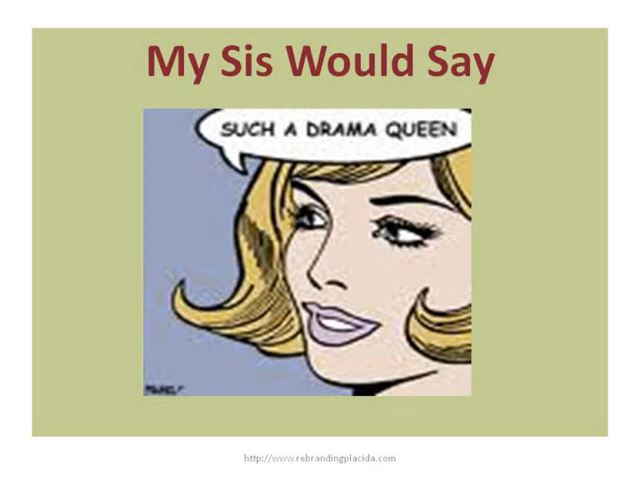 My Sis Would Say
SUCH A DRAMA QUEEN
http://www.rebrandingplacida.com